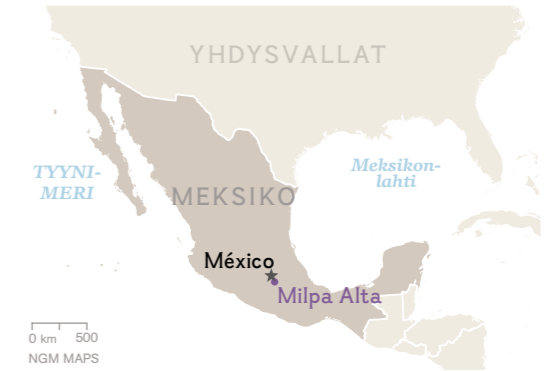 YHDYSVALLAT
TYYNI-
MERI
Meksikon-
lahti
MEKSIKO
México
Milpa Alta
0 km 500
NGM MAPS